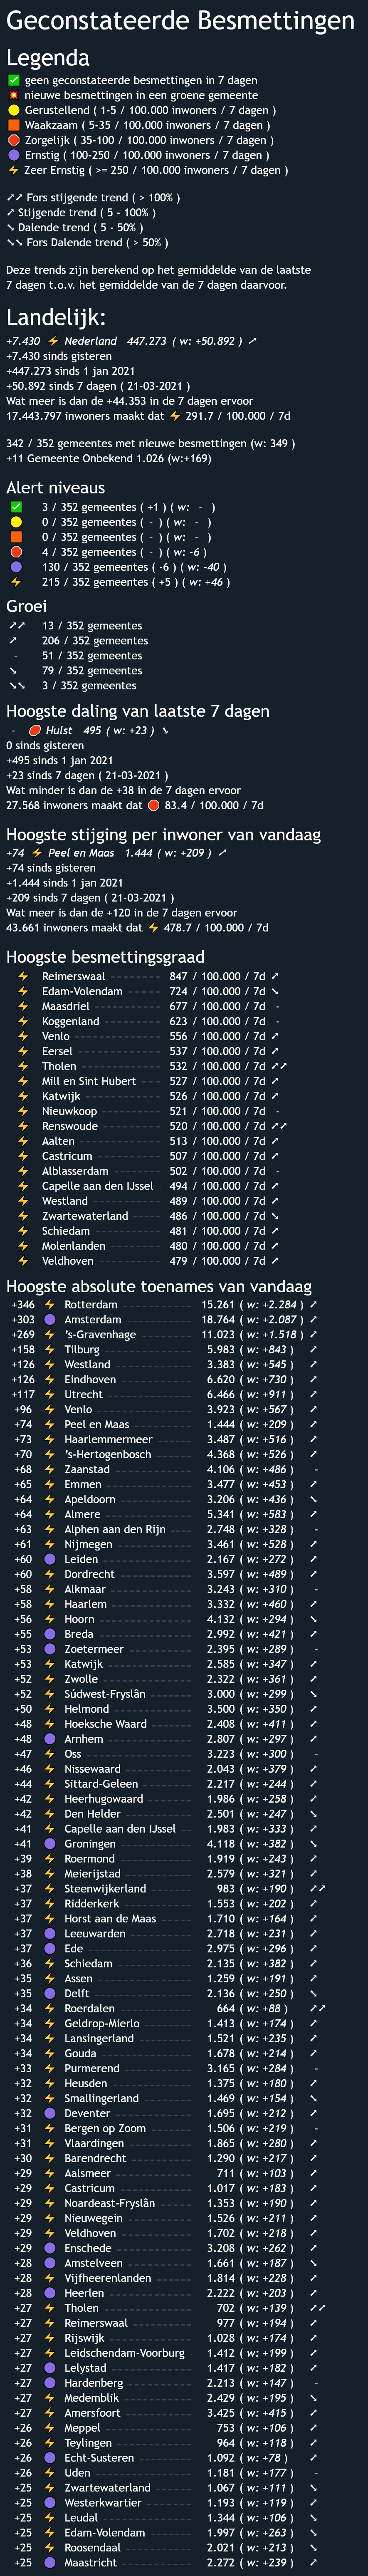 Geconstateerde Besmettingen
Legenda
✅ geen geconstateerde besmettingen in 7 dagen
💥 nieuwe besmettingen in een groene gemeente
🟡 Gerustellend ( 1-5 / 100.000 inwoners / 7 dagen )
🟧 Waakzaam ( 5-35 / 100.000 inwoners / 7 dagen )
🛑 Zorgelijk ( 35-100 / 100.000 inwoners / 7 dagen )
🟣 Ernstig ( 100-250 / 100.000 inwoners / 7 dagen )
⚡ Zeer Ernstig ( >= 250 / 100.000 inwoners / 7 dagen )
↗↗ Fors stijgende trend ( > 100% )
↗ Stijgende trend ( 5 - 100% )
↘ Dalende trend ( 5 - 50% )
↘↘ Fors Dalende trend ( > 50% )
Deze trends zijn berekend op het gemiddelde van de laatste
7 dagen t.o.v. het gemiddelde van de 7 dagen daarvoor.
Landelijk:
+7.430 ⚡ Nederland 447.273 ( w: +50.892 ) ↗
+7.430 sinds gisteren
+447.273 sinds 1 jan 2021
+50.892 sinds 7 dagen ( 21-03-2021 )
Wat meer is dan de +44.353 in de 7 dagen ervoor
17.443.797 inwoners maakt dat ⚡ 291.7 / 100.000 / 7d
342 / 352 gemeentes met nieuwe besmettingen (w: 349 )
+11 Gemeente Onbekend 1.026 (w:+169)
Alert niveaus
✅ 3 / 352 gemeentes ( +1 ) ( w: - )
🟡 0 / 352 gemeentes ( - ) ( w: - )
🟧 0 / 352 gemeentes ( - ) ( w: - )
🛑 4 / 352 gemeentes ( - ) ( w: -6 )
🟣 130 / 352 gemeentes ( -6 ) ( w: -40 )
⚡ 215 / 352 gemeentes ( +5 ) ( w: +46 )
Groei
↗↗ 13 / 352 gemeentes
↗ 206 / 352 gemeentes
- 51 / 352 gemeentes
↘ 79 / 352 gemeentes
↘↘ 3 / 352 gemeentes
Hoogste daling van laatste 7 dagen
- 🛑 Hulst 495 ( w: +23 ) ↘
0 sinds gisteren
+495 sinds 1 jan 2021
+23 sinds 7 dagen ( 21-03-2021 )
Wat minder is dan de +38 in de 7 dagen ervoor
27.568 inwoners maakt dat 🛑 83.4 / 100.000 / 7d
Hoogste stijging per inwoner van vandaag
+74 ⚡ Peel en Maas 1.444 ( w: +209 ) ↗
+74 sinds gisteren
+1.444 sinds 1 jan 2021
+209 sinds 7 dagen ( 21-03-2021 )
Wat meer is dan de +120 in de 7 dagen ervoor
43.661 inwoners maakt dat ⚡ 478.7 / 100.000 / 7d
Hoogste besmettingsgraad
⚡ Reimerswaal 847 / 100.000 / 7d ↗
⚡ Edam-Volendam 724 / 100.000 / 7d ↘
⚡ Maasdriel 677 / 100.000 / 7d -
⚡ Koggenland 623 / 100.000 / 7d -
⚡ Venlo 556 / 100.000 / 7d ↗
⚡ Eersel 537 / 100.000 / 7d ↗
⚡ Tholen 532 / 100.000 / 7d ↗↗
⚡ Mill en Sint Hubert 527 / 100.000 / 7d ↗
⚡ Katwijk 526 / 100.000 / 7d ↗
⚡ Nieuwkoop 521 / 100.000 / 7d -
⚡ Renswoude 520 / 100.000 / 7d ↗↗
⚡ Aalten 513 / 100.000 / 7d ↗
⚡ Castricum 507 / 100.000 / 7d ↗
⚡ Alblasserdam 502 / 100.000 / 7d -
⚡ Capelle aan den IJssel 494 / 100.000 / 7d ↗
⚡ Westland 489 / 100.000 / 7d ↗
⚡ Zwartewaterland 486 / 100.000 / 7d ↘
⚡ Schiedam 481 / 100.000 / 7d ↗
⚡ Molenlanden 480 / 100.000 / 7d ↗
⚡ Veldhoven 479 / 100.000 / 7d ↗
Hoogste absolute toenames van vandaag
+346 ⚡ Rotterdam 15.261 ( w: +2.284 ) ↗
+303 🟣 Amsterdam 18.764 ( w: +2.087 ) ↗
+269 ⚡ 's-Gravenhage 11.023 ( w: +1.518 ) ↗
+158 ⚡ Tilburg 5.983 ( w: +843 ) ↗
+126 ⚡ Westland 3.383 ( w: +545 ) ↗
+126 ⚡ Eindhoven 6.620 ( w: +730 ) ↗
+117 ⚡ Utrecht 6.466 ( w: +911 ) ↗
+96 ⚡ Venlo 3.923 ( w: +567 ) ↗
+74 ⚡ Peel en Maas 1.444 ( w: +209 ) ↗
+73 ⚡ Haarlemmermeer 3.487 ( w: +516 ) ↗
+70 ⚡ 's-Hertogenbosch 4.368 ( w: +526 ) ↗
+68 ⚡ Zaanstad 4.106 ( w: +486 ) -
+65 ⚡ Emmen 3.477 ( w: +453 ) ↗
+64 ⚡ Apeldoorn 3.206 ( w: +436 ) ↘
+64 ⚡ Almere 5.341 ( w: +583 ) ↗
+63 ⚡ Alphen aan den Rijn 2.748 ( w: +328 ) -
+61 ⚡ Nijmegen 3.461 ( w: +528 ) ↗
+60 🟣 Leiden 2.167 ( w: +272 ) ↗
+60 ⚡ Dordrecht 3.597 ( w: +489 ) ↗
+58 ⚡ Alkmaar 3.243 ( w: +310 ) -
+58 ⚡ Haarlem 3.332 ( w: +460 ) ↗
+56 ⚡ Hoorn 4.132 ( w: +294 ) ↘
+55 🟣 Breda 2.992 ( w: +421 ) ↗
+53 🟣 Zoetermeer 2.395 ( w: +289 ) -
+53 ⚡ Katwijk 2.585 ( w: +347 ) ↗
+52 ⚡ Zwolle 2.322 ( w: +361 ) ↗
+52 ⚡ Súdwest-Fryslân 3.000 ( w: +299 ) ↘
+50 ⚡ Helmond 3.500 ( w: +350 ) ↗
+48 ⚡ Hoeksche Waard 2.408 ( w: +411 ) ↗
+48 🟣 Arnhem 2.807 ( w: +297 ) ↗
+47 ⚡ Oss 3.223 ( w: +300 ) -
+46 ⚡ Nissewaard 2.043 ( w: +379 ) ↗
+44 ⚡ Sittard-Geleen 2.217 ( w: +244 ) ↗
+42 ⚡ Heerhugowaard 1.986 ( w: +258 ) ↗
+42 ⚡ Den Helder 2.501 ( w: +247 ) ↘
+41 ⚡ Capelle aan den IJssel 1.983 ( w: +333 ) ↗
+41 🟣 Groningen 4.118 ( w: +382 ) ↘
+39 ⚡ Roermond 1.919 ( w: +243 ) ↗
+38 ⚡ Meierijstad 2.579 ( w: +321 ) ↗
+37 ⚡ Steenwijkerland 983 ( w: +190 ) ↗↗
+37 ⚡ Ridderkerk 1.553 ( w: +202 ) ↗
+37 ⚡ Horst aan de Maas 1.710 ( w: +164 ) ↗
+37 🟣 Leeuwarden 2.718 ( w: +231 ) ↗
+37 🟣 Ede 2.975 ( w: +296 ) ↗
+36 ⚡ Schiedam 2.135 ( w: +382 ) ↗
+35 ⚡ Assen 1.259 ( w: +191 ) ↗
+35 🟣 Delft 2.136 ( w: +250 ) ↘
+34 ⚡ Roerdalen 664 ( w: +88 ) ↗↗
+34 ⚡ Geldrop-Mierlo 1.413 ( w: +174 ) ↗
+34 ⚡ Lansingerland 1.521 ( w: +235 ) ↗
+34 ⚡ Gouda 1.678 ( w: +214 ) ↗
+33 ⚡ Purmerend 3.165 ( w: +284 ) -
+32 ⚡ Heusden 1.375 ( w: +180 ) ↗
+32 ⚡ Smallingerland 1.469 ( w: +154 ) ↘
+32 🟣 Deventer 1.695 ( w: +212 ) ↗
+31 ⚡ Bergen op Zoom 1.506 ( w: +219 ) -
+31 ⚡ Vlaardingen 1.865 ( w: +280 ) ↗
+30 ⚡ Barendrecht 1.290 ( w: +217 ) ↗
+29 ⚡ Aalsmeer 711 ( w: +103 ) ↗
+29 ⚡ Castricum 1.017 ( w: +183 ) ↗
+29 ⚡ Noardeast-Fryslân 1.353 ( w: +190 ) ↗
+29 ⚡ Nieuwegein 1.526 ( w: +211 ) ↗
+29 ⚡ Veldhoven 1.702 ( w: +218 ) ↗
+29 🟣 Enschede 3.208 ( w: +262 ) ↗
+28 🟣 Amstelveen 1.661 ( w: +187 ) ↘
+28 ⚡ Vijfheerenlanden 1.814 ( w: +228 ) ↗
+28 🟣 Heerlen 2.222 ( w: +203 ) ↗
+27 ⚡ Tholen 702 ( w: +139 ) ↗↗
+27 ⚡ Reimerswaal 977 ( w: +194 ) ↗
+27 ⚡ Rijswijk 1.028 ( w: +174 ) ↗
+27 ⚡ Leidschendam-Voorburg 1.412 ( w: +199 ) ↗
+27 🟣 Lelystad 1.417 ( w: +182 ) ↗
+27 🟣 Hardenberg 2.213 ( w: +147 ) -
+27 ⚡ Medemblik 2.429 ( w: +195 ) ↘
+27 ⚡ Amersfoort 3.425 ( w: +415 ) ↗
+26 ⚡ Meppel 753 ( w: +106 ) ↗
+26 ⚡ Teylingen 964 ( w: +118 ) ↗
+26 🟣 Echt-Susteren 1.092 ( w: +78 ) ↗
+26 ⚡ Uden 1.181 ( w: +177 ) -
+25 ⚡ Zwartewaterland 1.067 ( w: +111 ) ↘
+25 🟣 Westerkwartier 1.193 ( w: +119 ) ↗
+25 ⚡ Leudal 1.344 ( w: +106 ) ↘
+25 ⚡ Edam-Volendam 1.997 ( w: +263 ) ↘
+25 ⚡ Roosendaal 2.021 ( w: +213 ) ↘
+25 🟣 Maastricht 2.272 ( w: +239 ) ↗